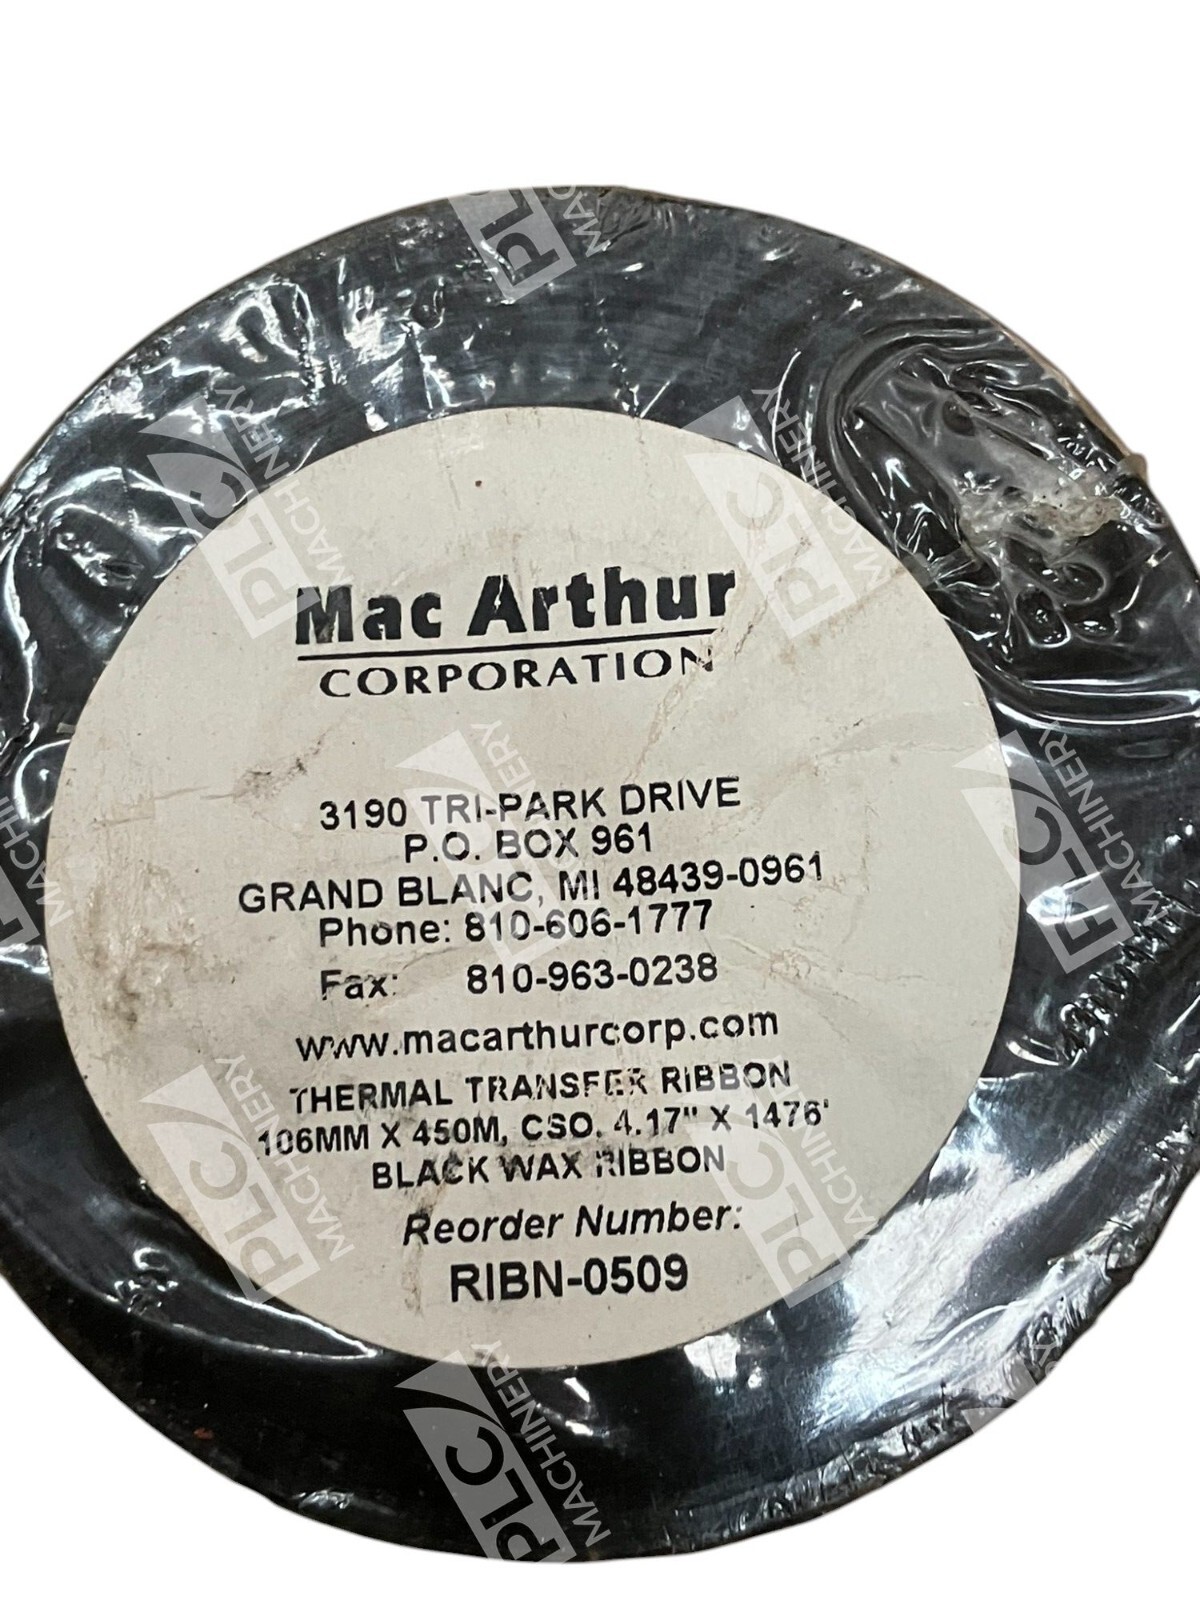 Mac Arthur
CORPORATION
3190 TRI-PARK DRIVE
P.O. BOX 961
GRAND BLANC, MI 48439-0961
Phone: 810-606-1777
Fax: 810-963-0238
www.macarthurcorp.com
THERMAL TRANSFER RIBBON
106MM X 450M, CSO, 4.17" X 1476'
BLACK WAX RIBBON
Reorder Number:
RIBN-0509
PLC MACHINERY